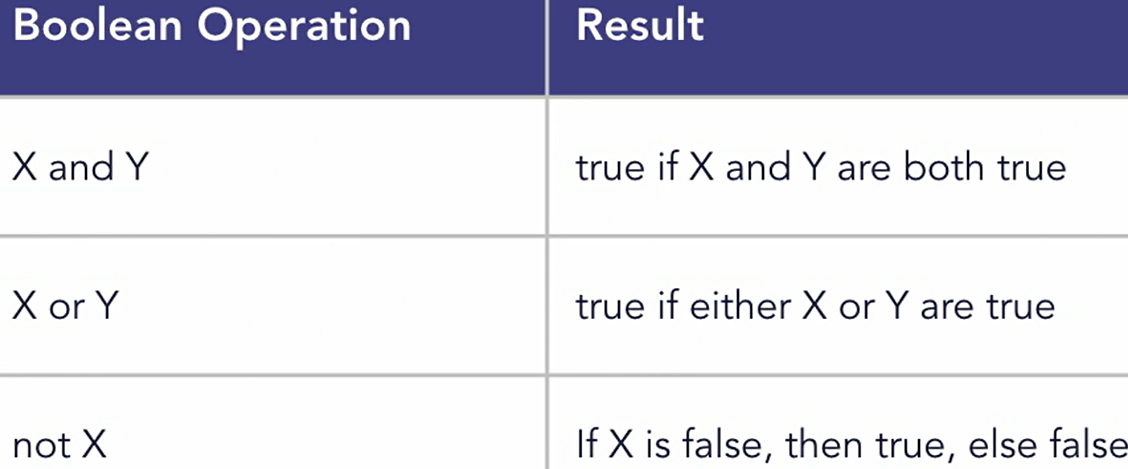 Boolean Operation Result
X and Y true if X and Y are both true
X or Y true if either X or Y are true
not X If X is false, then true, else false